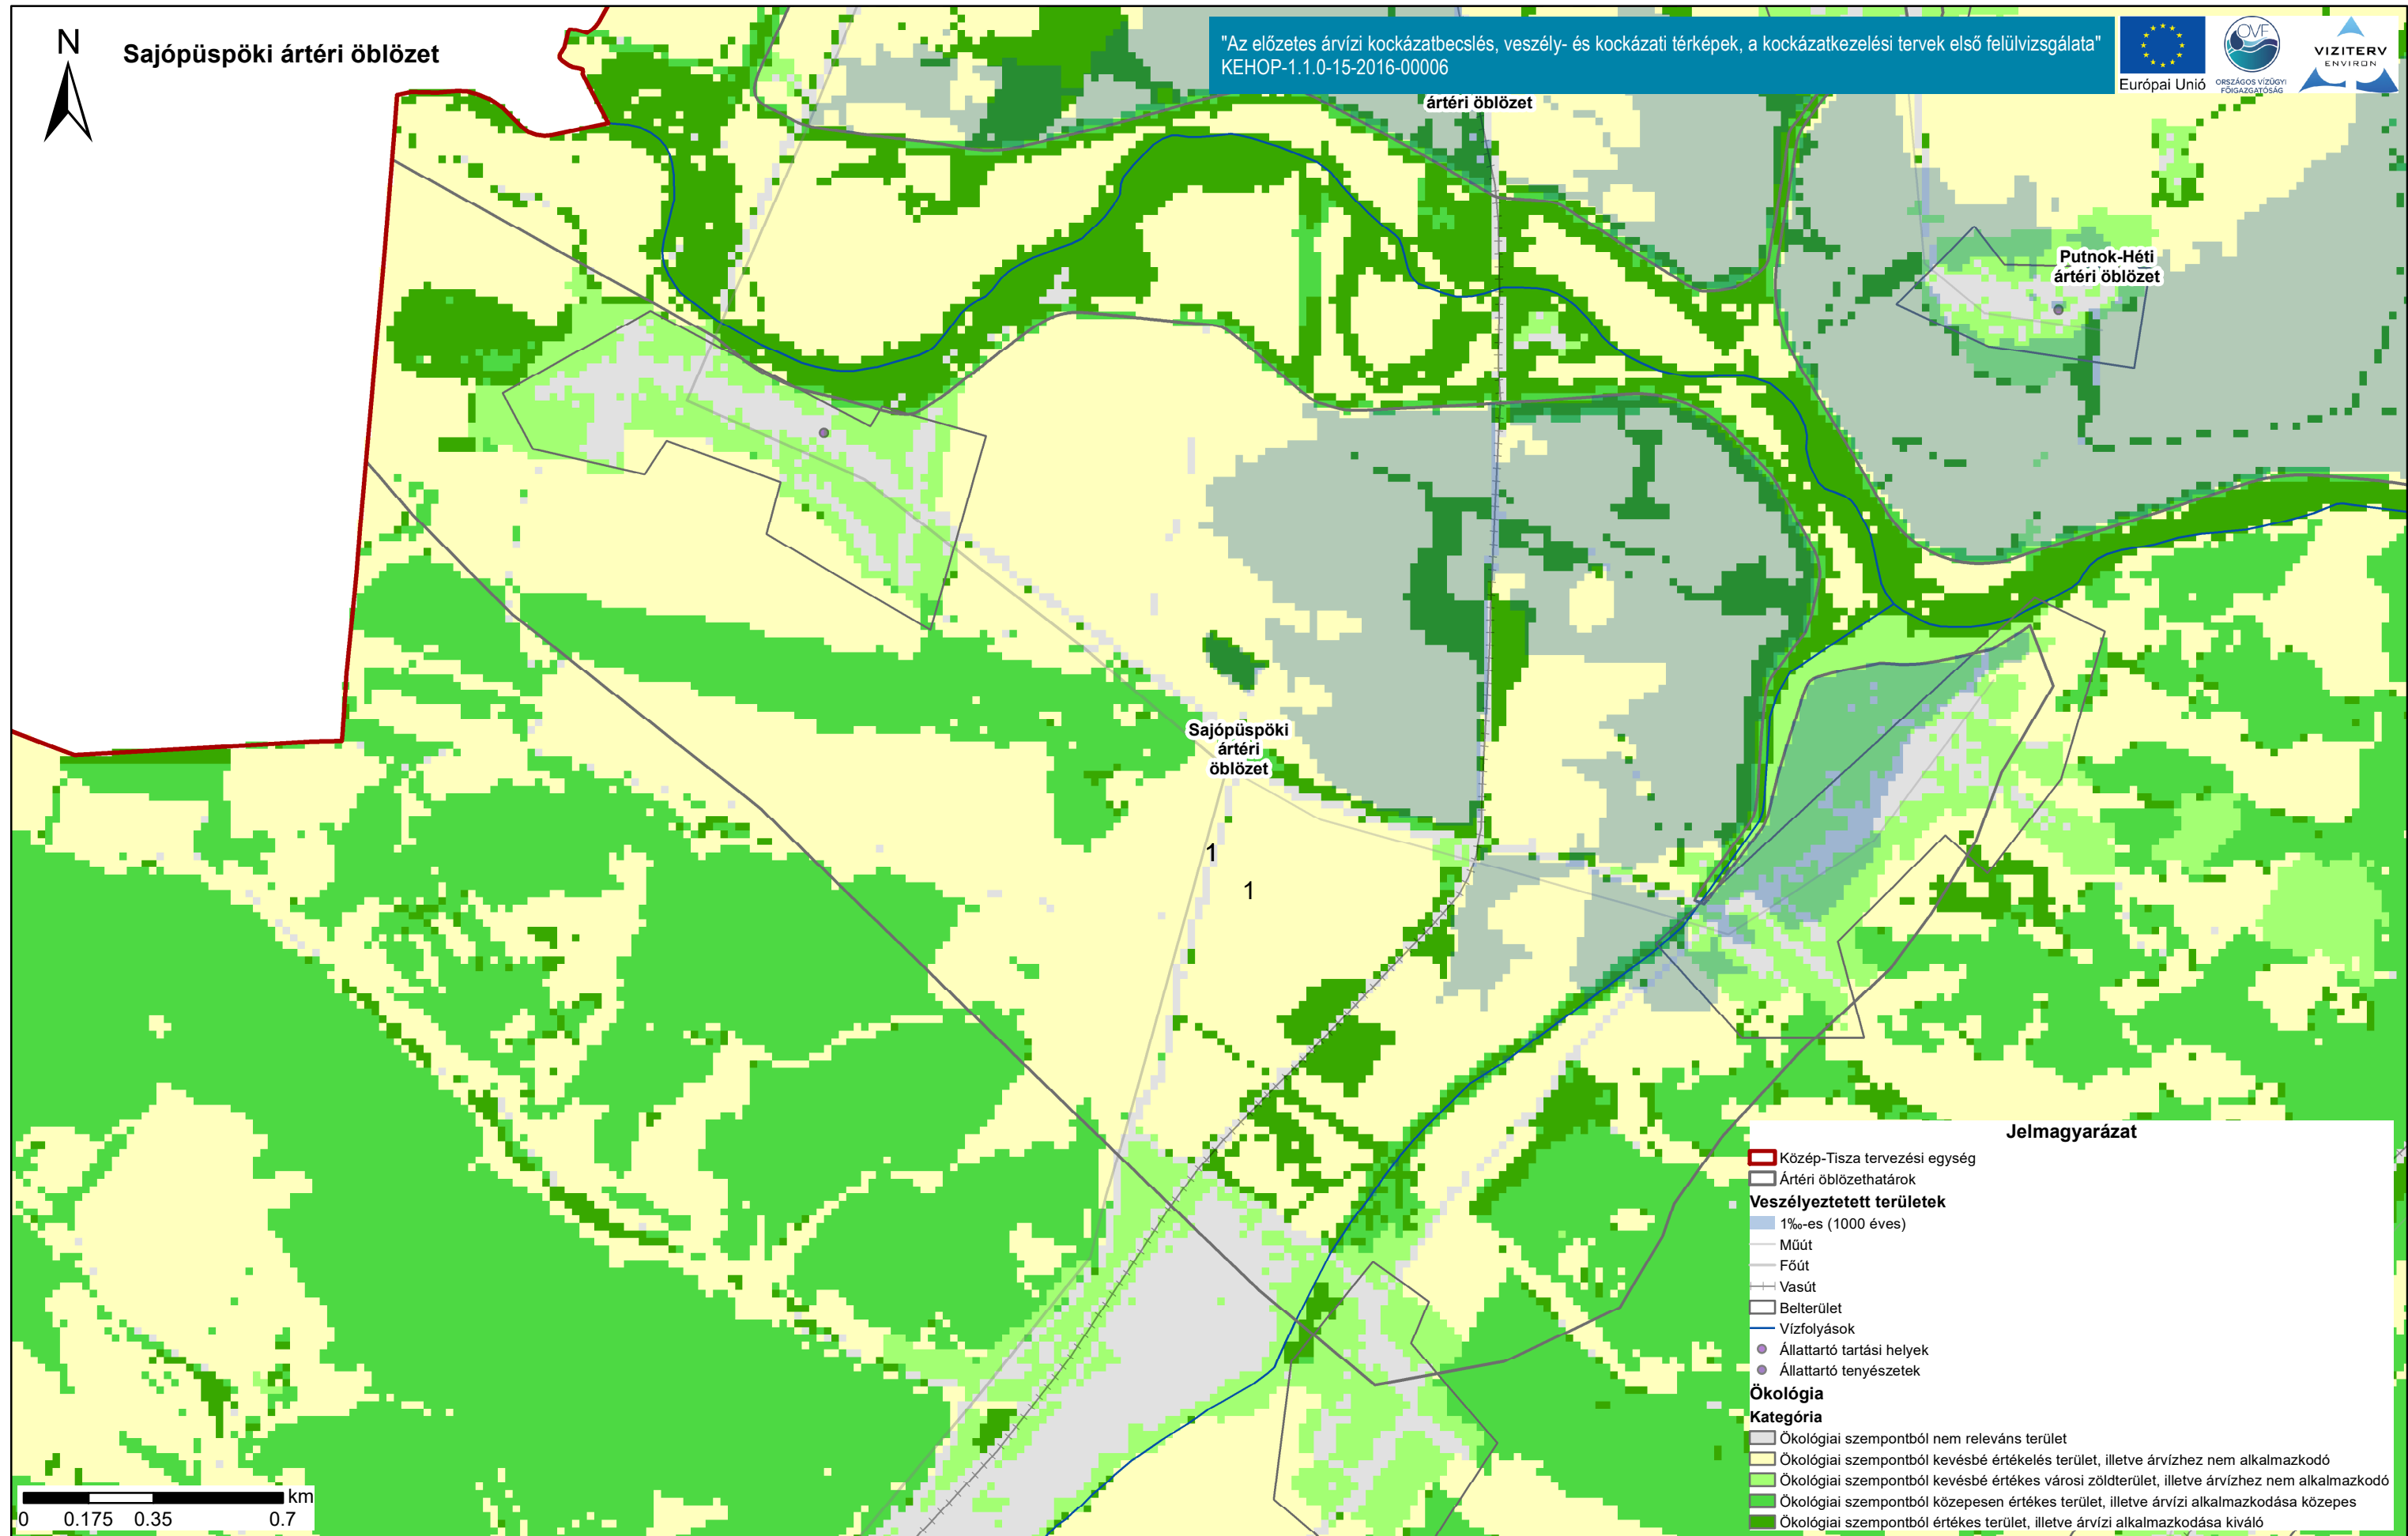 N
Sajópüspöki ártéri öblözet
"Az előzetes árvízi kockázatbecslés, veszély- és kockázati térképek, a kockázatkezelési tervek első felülvizsgálata"
KEHOP-1.1.0-15-2016-00006
Európai Unió
OVF
ORSZÁGOS VÍZÜGYI
FŐIGAZGATÓSÁG
VIZITERV
ENVIRON
ártéri öblözet
Putnok-Héti
ártéri öblözet
Sajópüspöki
ártéri
öblözet
1
1
Jelmagyarázat
Közép-Tisza tervezési egység
Ártéri öblözethatárok
Veszélyeztetett területek
1‰-es (1000 éves)
Műút
Főút
Vasút
Belterület
Vízfolyások
Állattartó tartási helyek
Állattartó tenyészetek
Ökológia
Kategória
Ökológiai szempontból nem releváns terület
Ökológiai szempontból kevésbé értékelés terület, illetve árvízhez nem alkalmazkodó
Ökológiai szempontból kevésbé értékes városi zöldterület, illetve árvízhez nem alkalmazkodó
Ökológiai szempontból közepesen értékes terület, illetve árvízi alkalmazkodása közepes
Ökológiai szempontból értékes terület, illetve árvízi alkalmazkodása kiváló
km
0 0.175 0.35 0.7